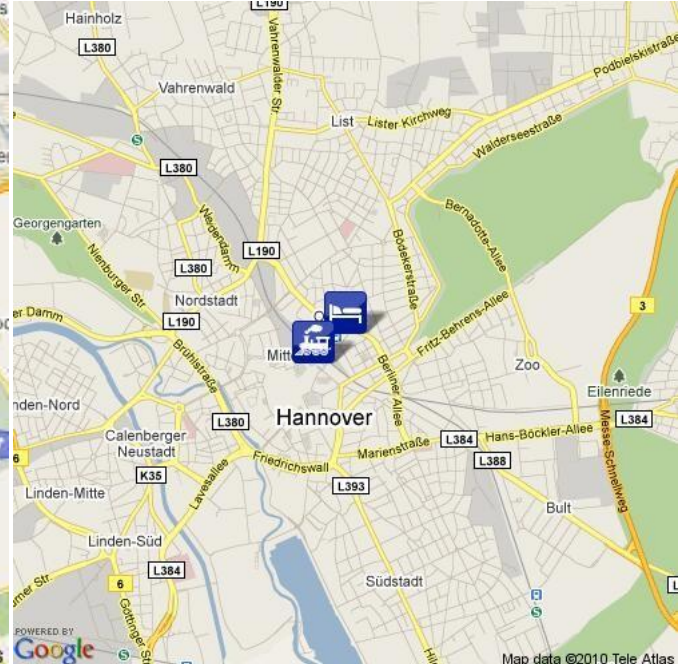 L190
Hainholz
L380
Vahrenwalder Str.
Podbielskistraße
Vahrenwald
List
Lister Kirchweg
Walderseestraße
L380
Georgengarten
Weidendamm
Bernadotte-Allee
Bödekerstraße
L190
L380
Nienburger Str.
Nordstadt
3
er Damm
L190
Fritz-Behrens-Allee
Brühlstraße
Mitte
Zoo
Berliner Allee
Eilenriede
nden-Nord
Hannover
L380
L384
Calenberger
Neustadt
Marienstraße
L384
Hans-Böckler-Allee
Messe-Schnellweg
6
Friedrichswall
L388
K35
Lavesallee
L393
Linden-Mitte
Bult
Linden-Süd
L384
6
Südstadt
Göttinger Str.
POWERED BY
Google
Map data ©2010 Tele Atlas